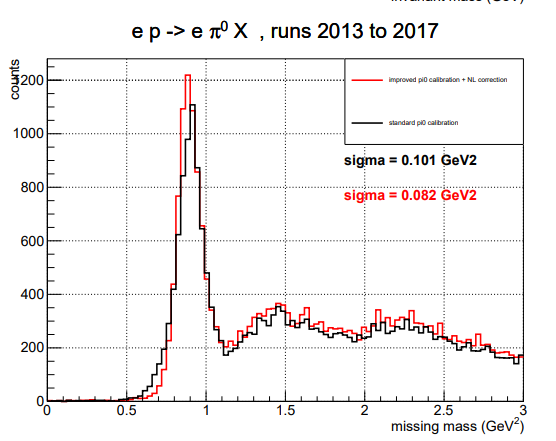 e p -> e π⁰ X , runs 2013 to 2017
counts
improved pi0 calibration + NL correction
standard pi0 calibration
sigma = 0.101 GeV2
sigma = 0.082 GeV2
1200
1000
800
600
400
200
0
0 0.5 1 1.5 2 2.5 3
missing mass (GeV²)